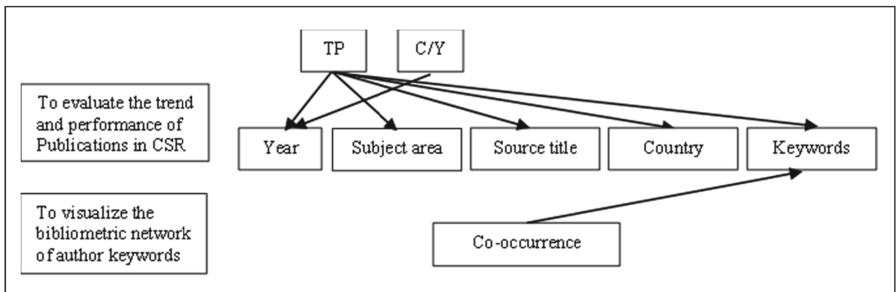 TP
C/Y
To evaluate the trend
and performance of
Publications in CSR
Year
Subject area
Source title
Country
Keywords
To visualize the
bibliometric network
of author keywords
Co-occurrence